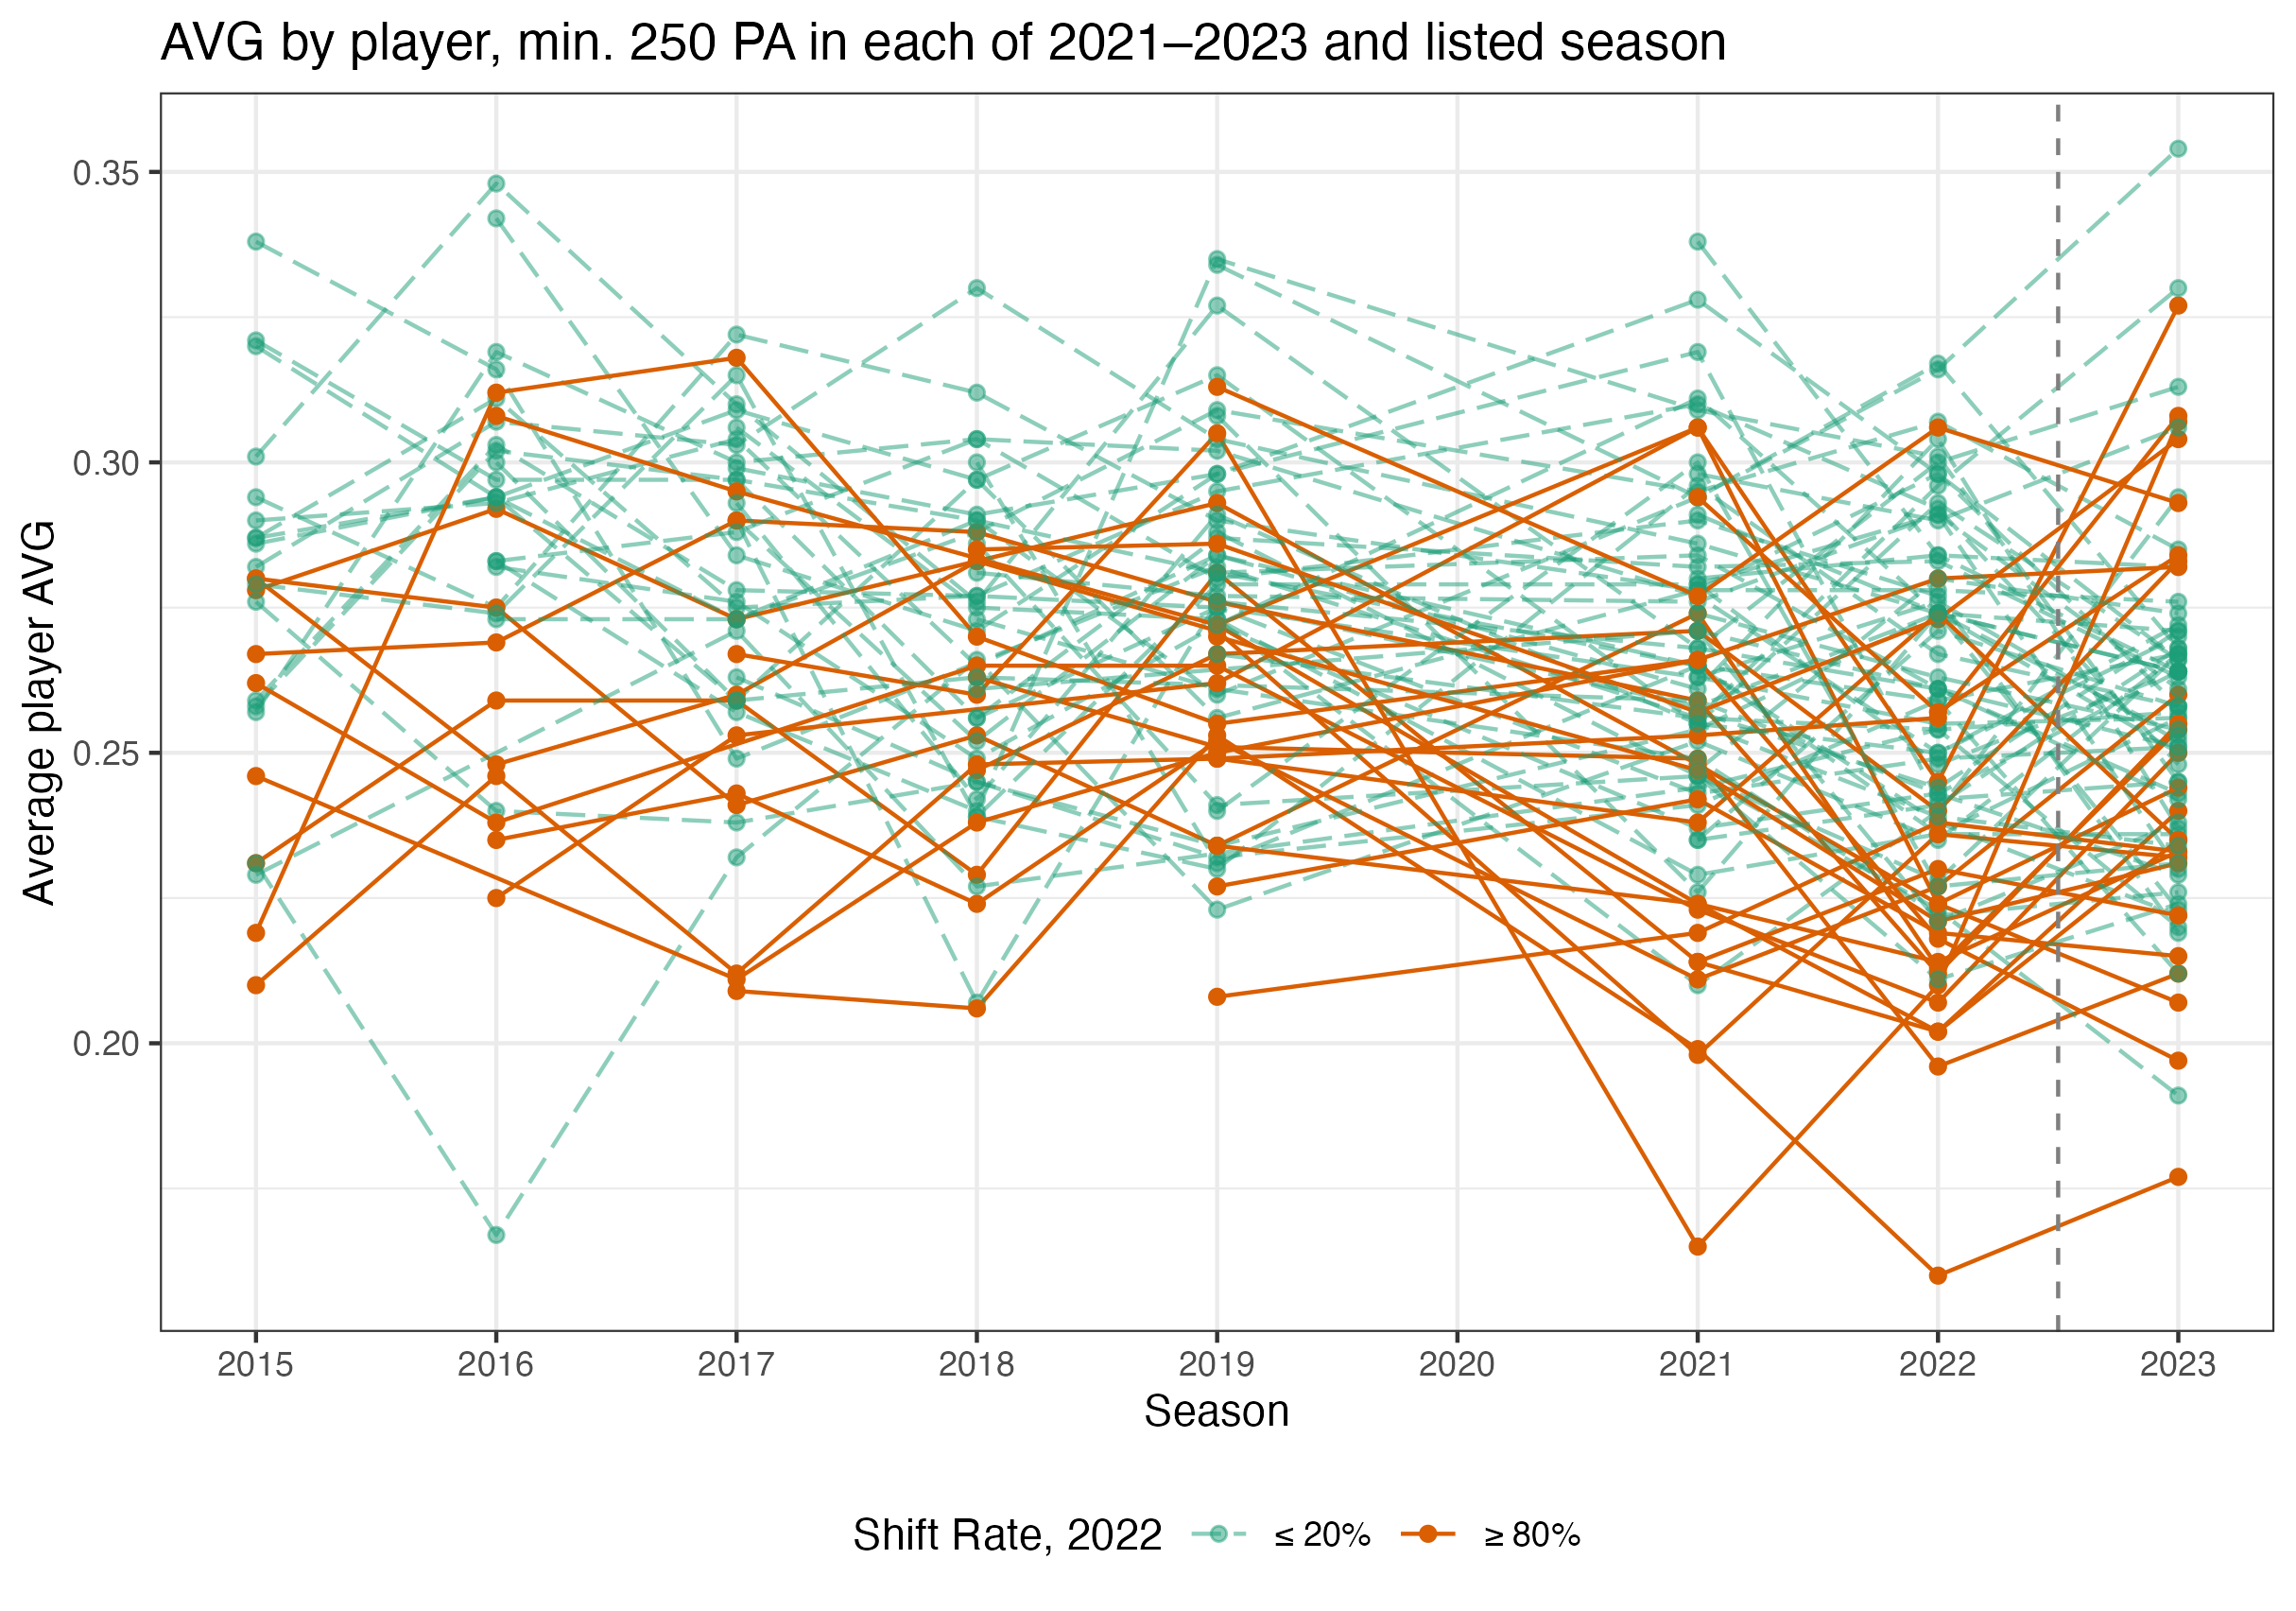 AVG by player, min. 250 PA in each of 2021–2023 and listed season
Average player AVG
0.35
0.30
0.25
0.20
2015 2016 2017 2018 2019 2020 2021 2022 2023
Season
Shift Rate, 2022 ≤ 20% ≥ 80%